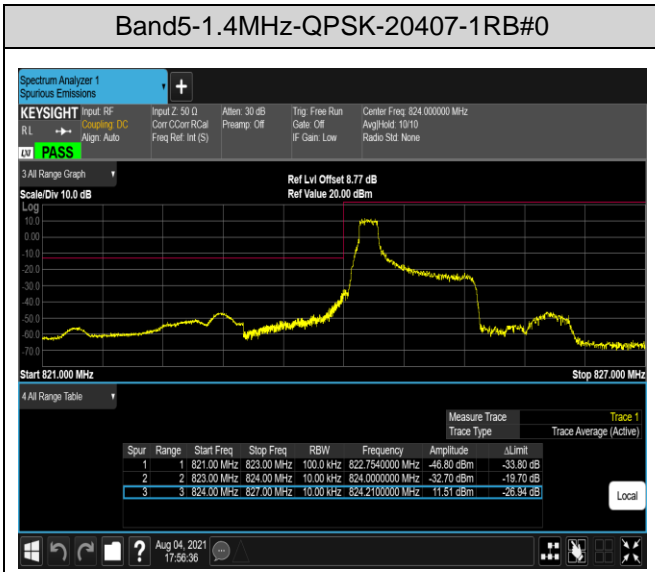 Band5-1.4MHz-QPSK-20407-1RB#0
Spectrum Analyzer 1
Spurious Emissions
KEYSIGHT Input: RF Input Z: 50 Ω Atten: 30 dB Trig: Free Run Center Freq: 824.000000 MHz
RL Coupling: DC Corr CCorr RCal Preamp: Off Gate: Off Avg|Hold: 10/10
Align: Auto Freq Ref: Int (S) IF Gain: Low Radio Std: None
LXI PASS
3 All Range Graph
Ref Lvl Offset 8.77 dB
Scale/Div 10.0 dB Ref Value 20.00 dBm
Log
10.0
0.00
-10.0
-20.0
-30.0
-40.0
-50.0
-60.0
-70.0
Start 821.000 MHz Stop 827.000 MHz
4 All Range Table
Measure Trace Trace 1
Trace Type Trace Average (Active)
Spur Range Start Freq Stop Freq RBW Frequency Amplitude ΔLimit
1 1 821.00 MHz 823.00 MHz 100.0 kHz 822.7540000 MHz -46.80 dBm -33.80 dB
2 2 823.00 MHz 824.00 MHz 10.00 kHz 824.0000000 MHz -32.70 dBm -19.70 dB
3 3 824.00 MHz 827.00 MHz 10.00 kHz 824.2100000 MHz 11.51 dBm -26.94 dB
Local
? Aug 04, 2021
17:56:36